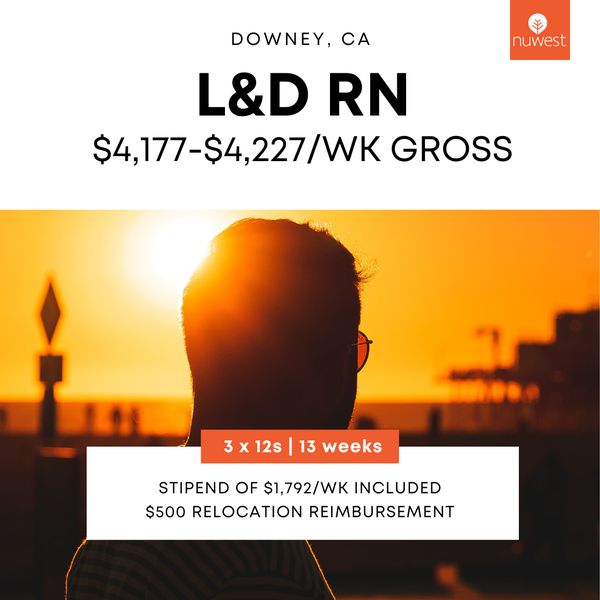 DOWNEY, CA
nuwest
L&D RN
$4,177-$4,227/WK GROSS
3 x 12s | 13 weeks
STIPEND OF $1,792/WK INCLUDED
$500 RELOCATION REIMBURSEMENT